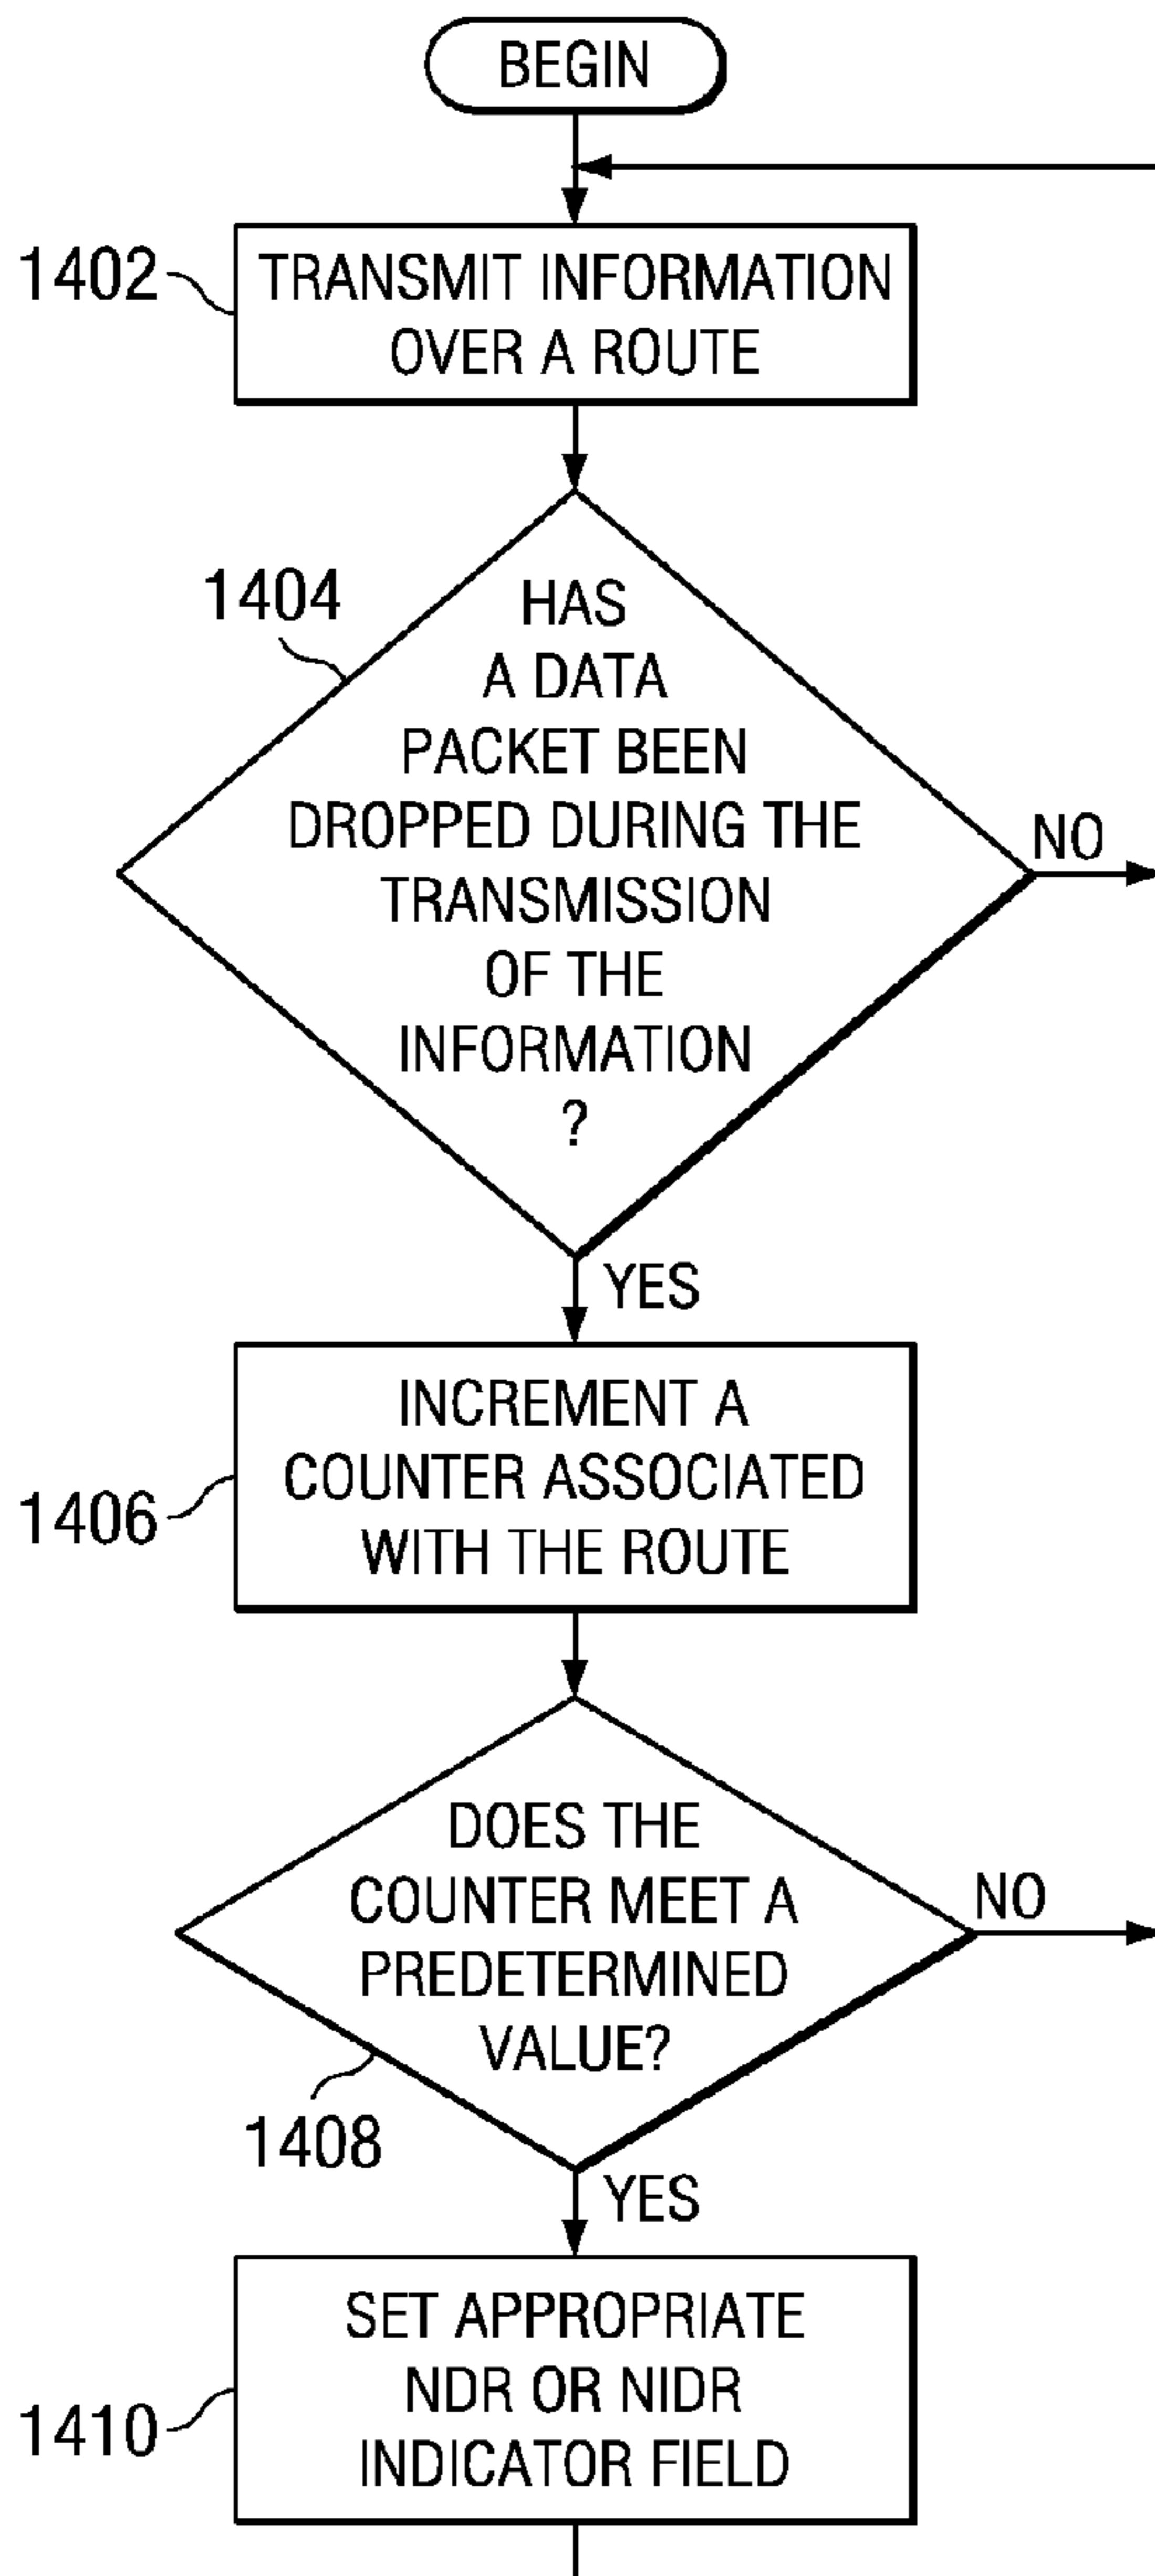 BEGIN
1402
TRANSMIT INFORMATION
OVER A ROUTE
1404
HAS
A DATA
PACKET BEEN
DROPPED DURING THE
TRANSMISSION
OF THE
INFORMATION
?
NO
YES
1406
INCREMENT A
COUNTER ASSOCIATED
WITH THE ROUTE
DOES THE
COUNTER MEET A
PREDETERMINED
VALUE?
NO
1408
YES
1410
SET APPROPRIATE
NDR OR NIDR
INDICATOR FIELD